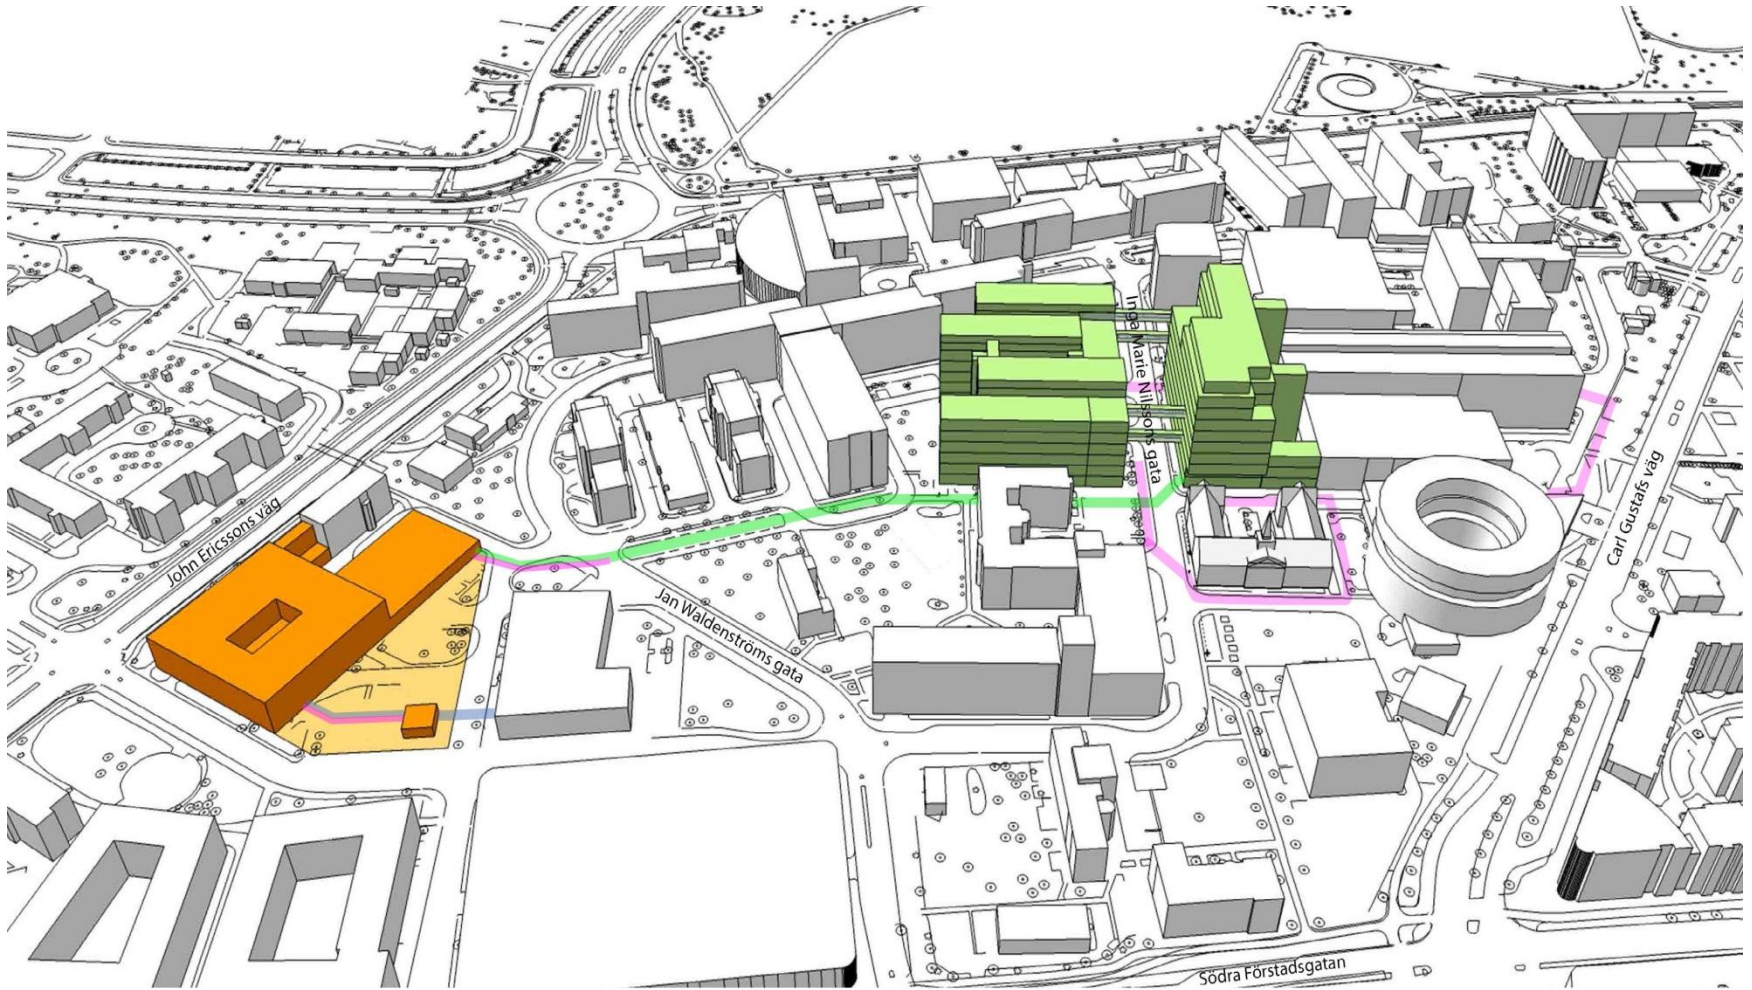 Inga Marie Nilssons gata
John Ericssons väg
Carl Gustafs väg
Jan Waldenströms gata
Södra Förstadsgatan